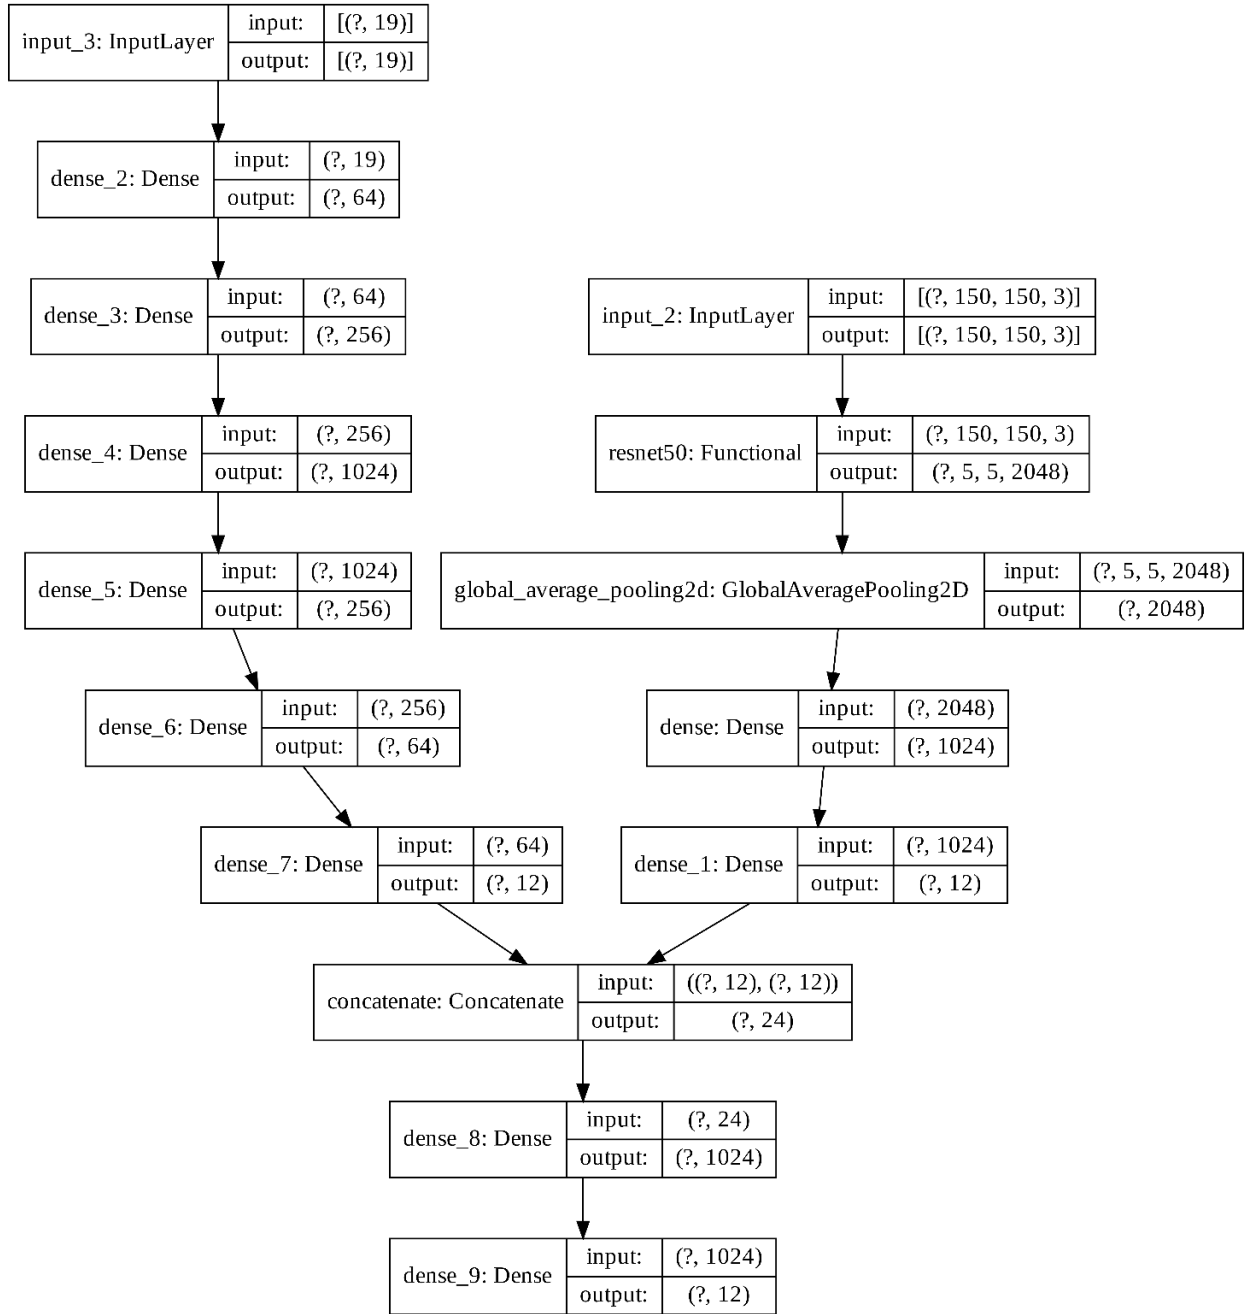 input_3: InputLayer
input: [(?, 19)]
output: [(?, 19)]
dense_2: Dense
input: (?, 19)
output: (?, 64)
dense_3: Dense
input: (?, 64)
output: (?, 256)
input_2: InputLayer
input: [(?, 150, 150, 3)]
output: [(?, 150, 150, 3)]
dense_4: Dense
input: (?, 256)
output: (?, 1024)
resnet50: Functional
input: (?, 150, 150, 3)
output: (?, 5, 5, 2048)
dense_5: Dense
input: (?, 1024)
output: (?, 256)
global_average_pooling2d: GlobalAveragePooling2D
input: (?, 5, 5, 2048)
output: (?, 2048)
dense_6: Dense
input: (?, 256)
output: (?, 64)
dense: Dense
input: (?, 2048)
output: (?, 1024)
dense_7: Dense
input: (?, 64)
output: (?, 12)
dense_1: Dense
input: (?, 1024)
output: (?, 12)
concatenate: Concatenate
input: ((?, 12), (?, 12))
output: (?, 24)
dense_8: Dense
input: (?, 24)
output: (?, 1024)
dense_9: Dense
input: (?, 1024)
output: (?, 12)